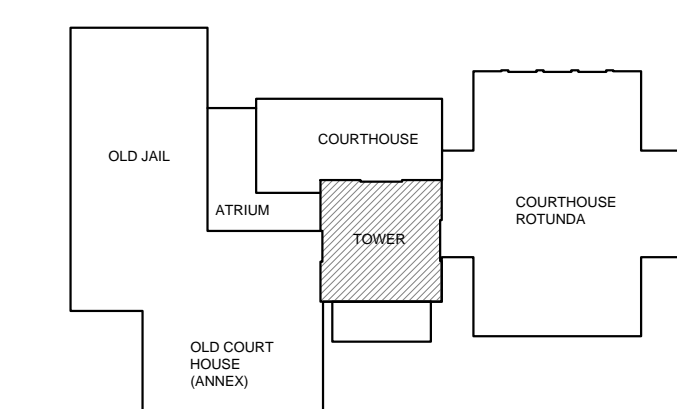 COURTHOUSE
OLD JAIL
COURTHOUSE
ROTUNDA
ATRIUM
TOWER
OLD COURT
HOUSE
(ANNEX)